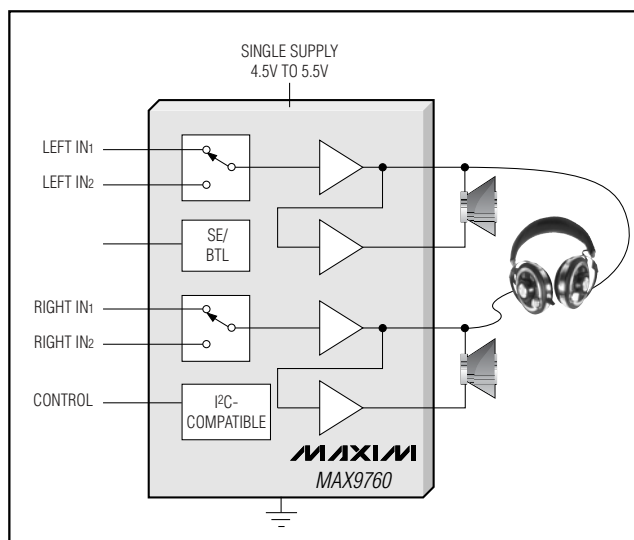 SINGLE SUPPLY
4.5V TO 5.5V
LEFT IN1
LEFT IN2
SE/
BTL
RIGHT IN1
RIGHT IN2
CONTROL
I²C-
COMPATIBLE
MAXIM
MAX9760